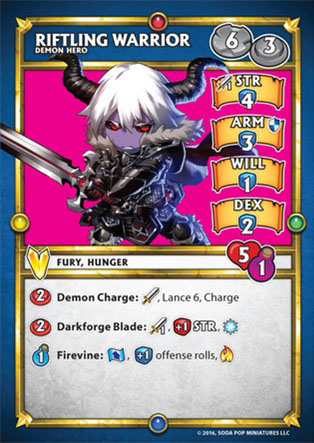 RIFTLING WARRIOR
DEMON HERO
6 3
STR
4
ARM
3
WILL
1
DEX
2
5
1
FURY, HUNGER
2 Demon Charge: , Lance 6, Charge
2 Darkforge Blade: , +1 STR,
1 Firevine: , +1 offense rolls,
© 2016, SODA POP MINIATURES LLC